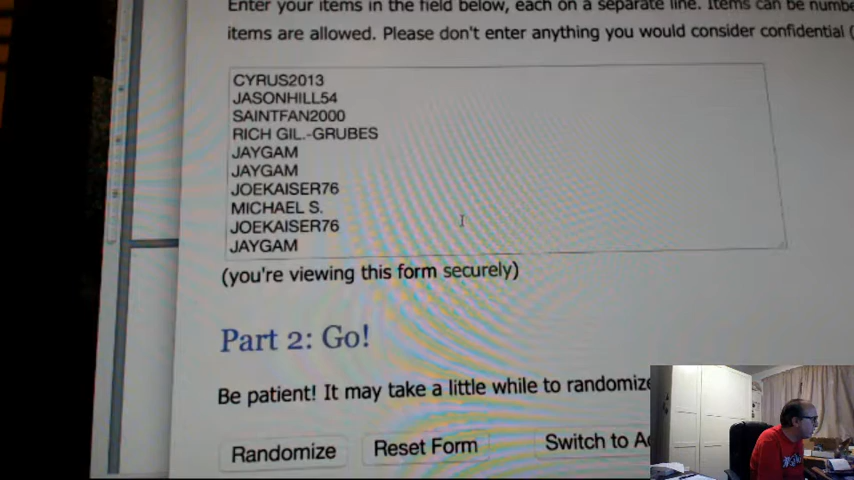 Enter your items in the field below, each on a separate line. Items can be
items are allowed. Please don't enter anything you would consider confidential
CYRUS2013
JASONHILL54
SAINTFAN2000
RICH GIL.-GRUBES
JAYGAM
JAYGAM
JOEKAISER76
MICHAEL S.
JOEKAISER76
JAYGAM
(you're viewing this form securely)
Part 2: Go!
Be patient! It may take a little while to randomize
Randomize
Reset Form
Switch to